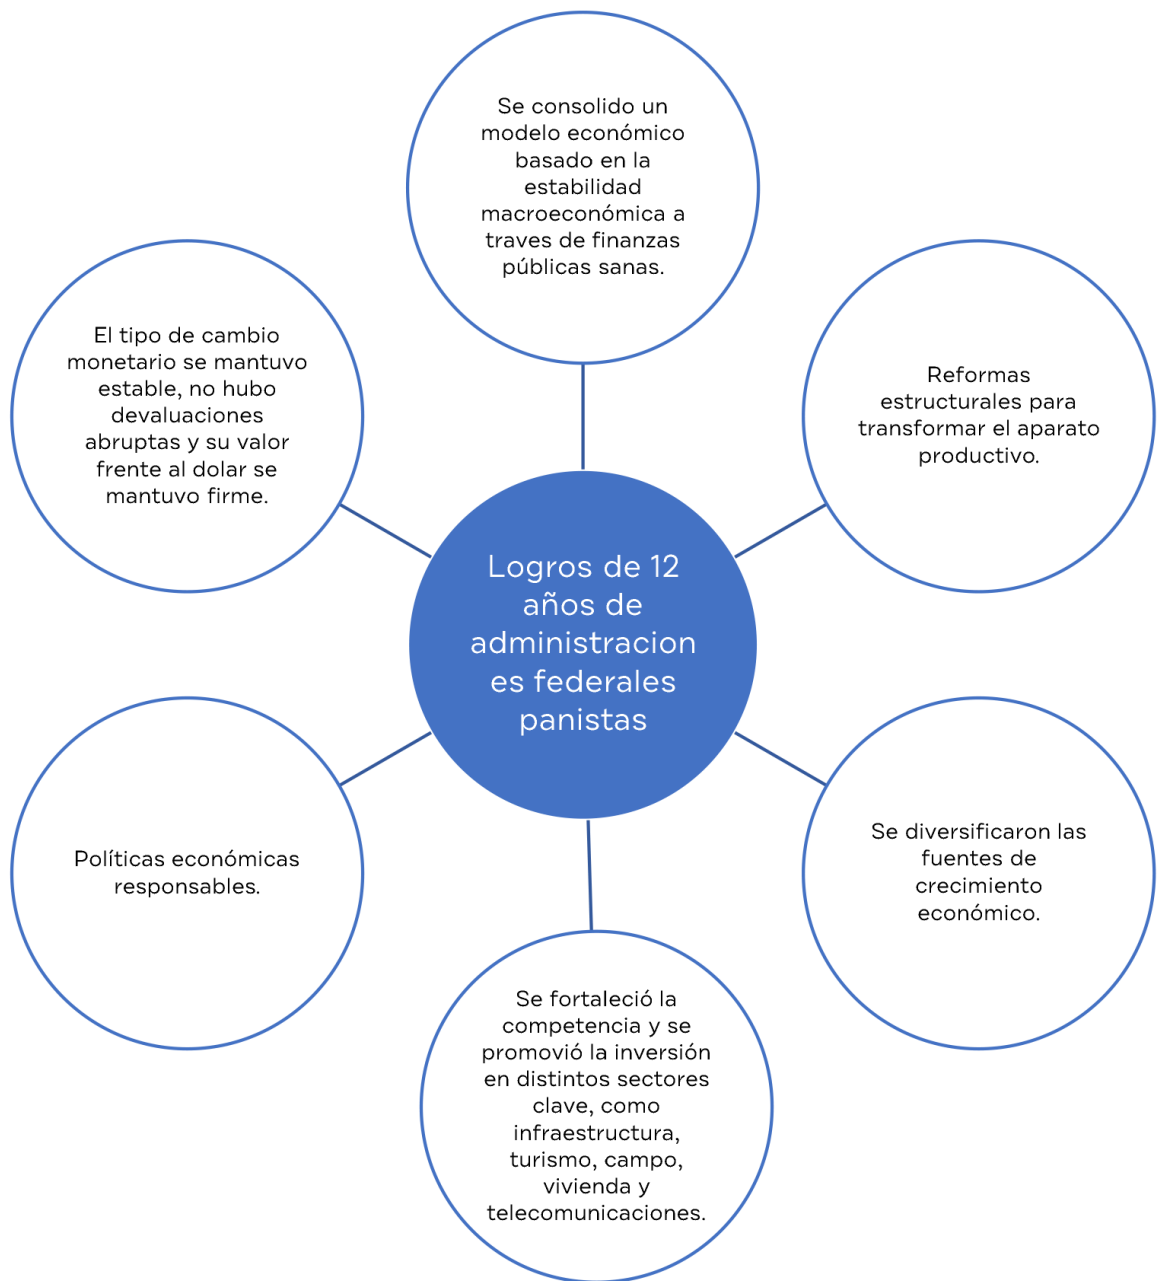 Se consolido un
modelo económico
basado en la
estabilidad
macroeconómica a
traves de finanzas
públicas sanas.
El tipo de cambio
monetario se mantuvo
estable, no hubo
devaluaciones
abruptas y su valor
frente al dolar se
mantuvo firme.
Reformas
estructurales para
transformar el aparato
productivo.
Logros de 12
años de
administracion
es federales
panistas
Políticas económicas
responsables.
Se diversificaron las
fuentes de
crecimiento
económico.
Se fortaleció la
competencia y se
promovió la inversión
en distintos sectores
clave, como
infraestructura,
turismo, campo,
vivienda y
telecomunicaciones.